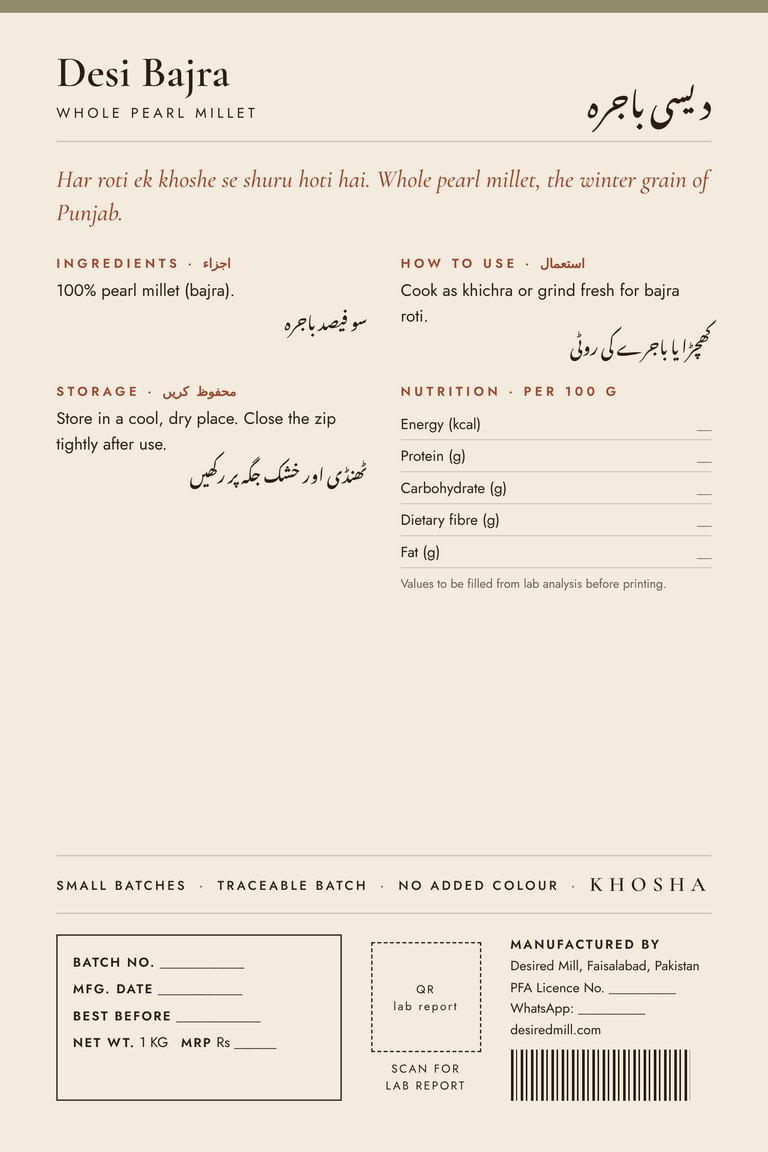 Desi Bajra
WHOLE PEARL MILLET
دیسی باجرہ
Har roti ek khoshe se shuru hoti hai. Whole pearl millet, the winter grain of
Punjab.
INGREDIENTS · اجزاء
100% pearl millet (bajra).
سو فیصد باجرہ
HOW TO USE · استعمال
Cook as khichra or grind fresh for bajra
roti.
کھچڑا یا باجرے کی روٹی
STORAGE · محفوظ کریں
Store in a cool, dry place. Close the zip
tightly after use.
ٹھنڈی اور خشک جگہ پر رکھیں
NUTRITION · PER 100 G
Energy (kcal) __
Protein (g) __
Carbohydrate (g) __
Dietary fibre (g) __
Fat (g) __
Values to be filled from lab analysis before printing.
SMALL BATCHES · TRACEABLE BATCH · NO ADDED COLOUR · KHOSHA
BATCH NO. ____________
MFG. DATE ____________
BEST BEFORE ____________
NET WT. 1 KG MRP Rs ______
QR
lab report
SCAN FOR
LAB REPORT
MANUFACTURED BY
Desired Mill, Faisalabad, Pakistan
PFA Licence No. __________
WhatsApp: __________
desiredmill.com